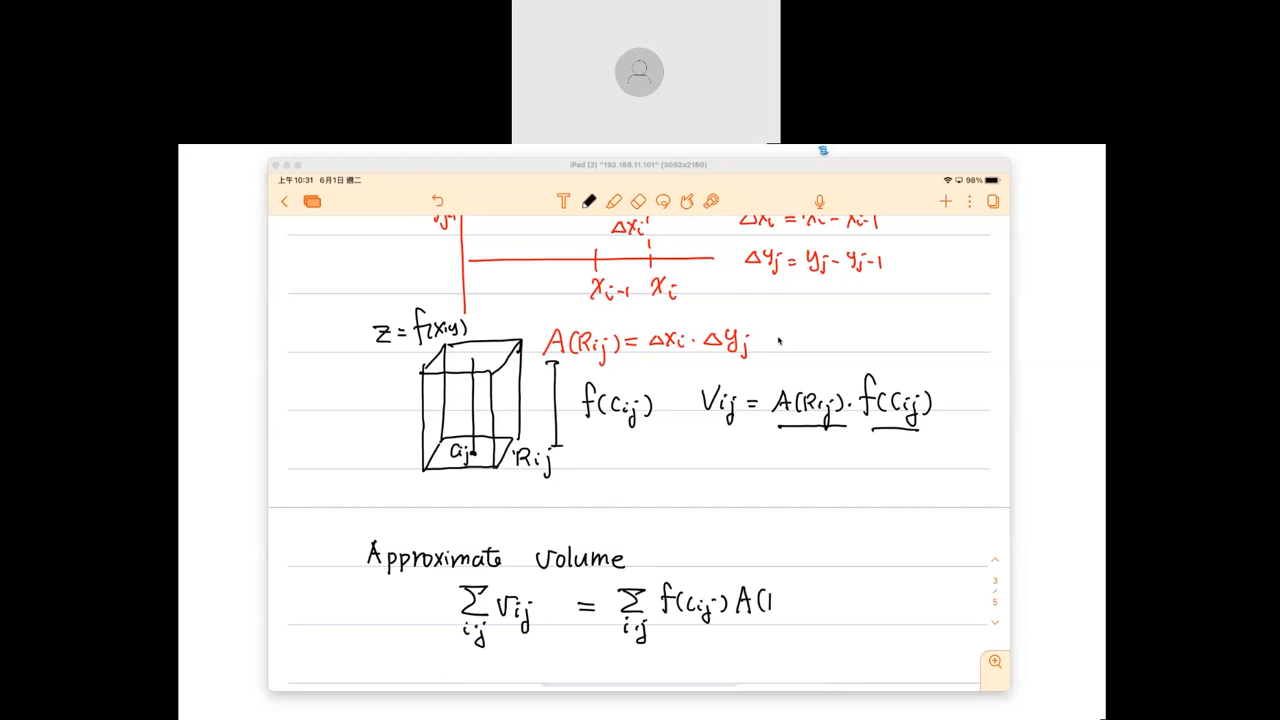 iPad (2) "192.168.11.101" (3092x2160)
上午10:31 6月1日 週二
98%
T
Δxi
Δxi = xi - xi-1
Δyj = yj - yj-1
xi-1 xi
z = f(x,y)
A(Rij) = Δxi · Δyj
f(Cij) Vij = A(Rij) · f(Cij)
Cij Rij
Approximate volume
∑ Vij = ∑ f(Cij) A(
i,j i,j
3
/
5